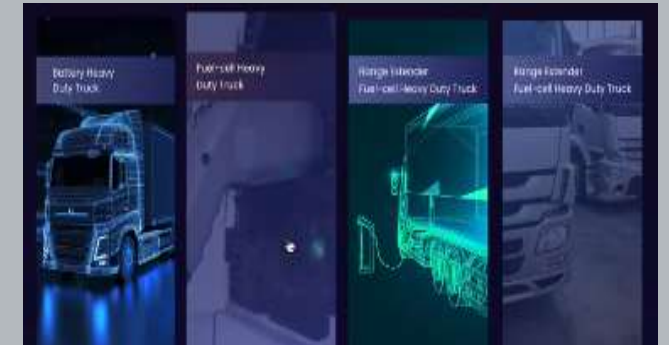 Battery Heavy
Duty Truck
Fuel-cell Heavy
Duty Truck
Range Extender
Fuel-cell Heavy Duty Truck
Range Extender
Fuel-cell Heavy Duty Truck